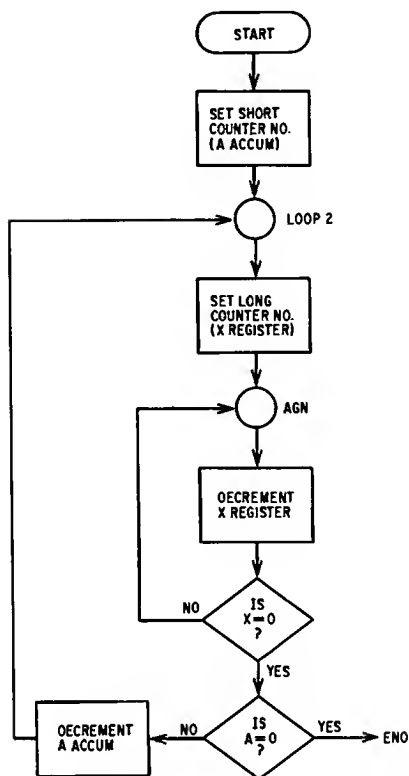 START
SET SHORT
COUNTER NO.
(A ACCUM)
LOOP 2
SET LONG
COUNTER NO.
(X REGISTER)
AGN
OECREMENT
X REGISTER
NO
IS
X=0
?
YES
OECREMENT
A ACCUM
NO
IS
A=0
?
YES
ENO